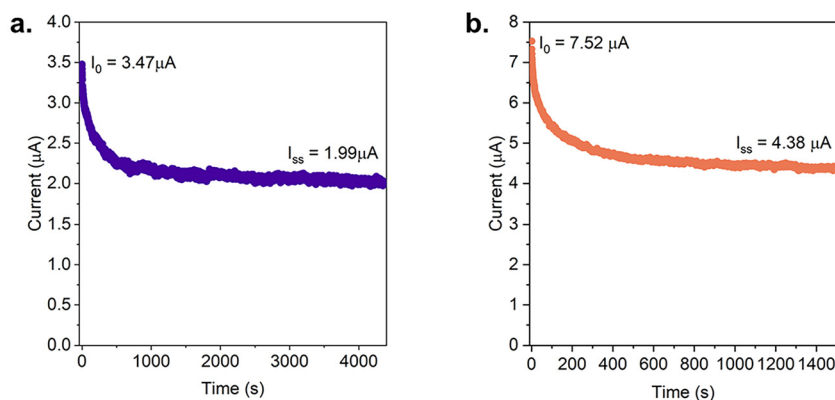 a.
4.0
3.5
3.0
2.5
2.0
1.5
1.0
0.5
0.0
Current (μA)
I₀ = 3.47μA
Iss = 1.99μA
0 1000 2000 3000 4000
Time (s)
b.
8
7
6
5
4
3
2
1
0
Current (μA)
I₀ = 7.52 μA
Iss = 4.38 μA
0 200 400 600 800 1000 1200 1400
Time (s)